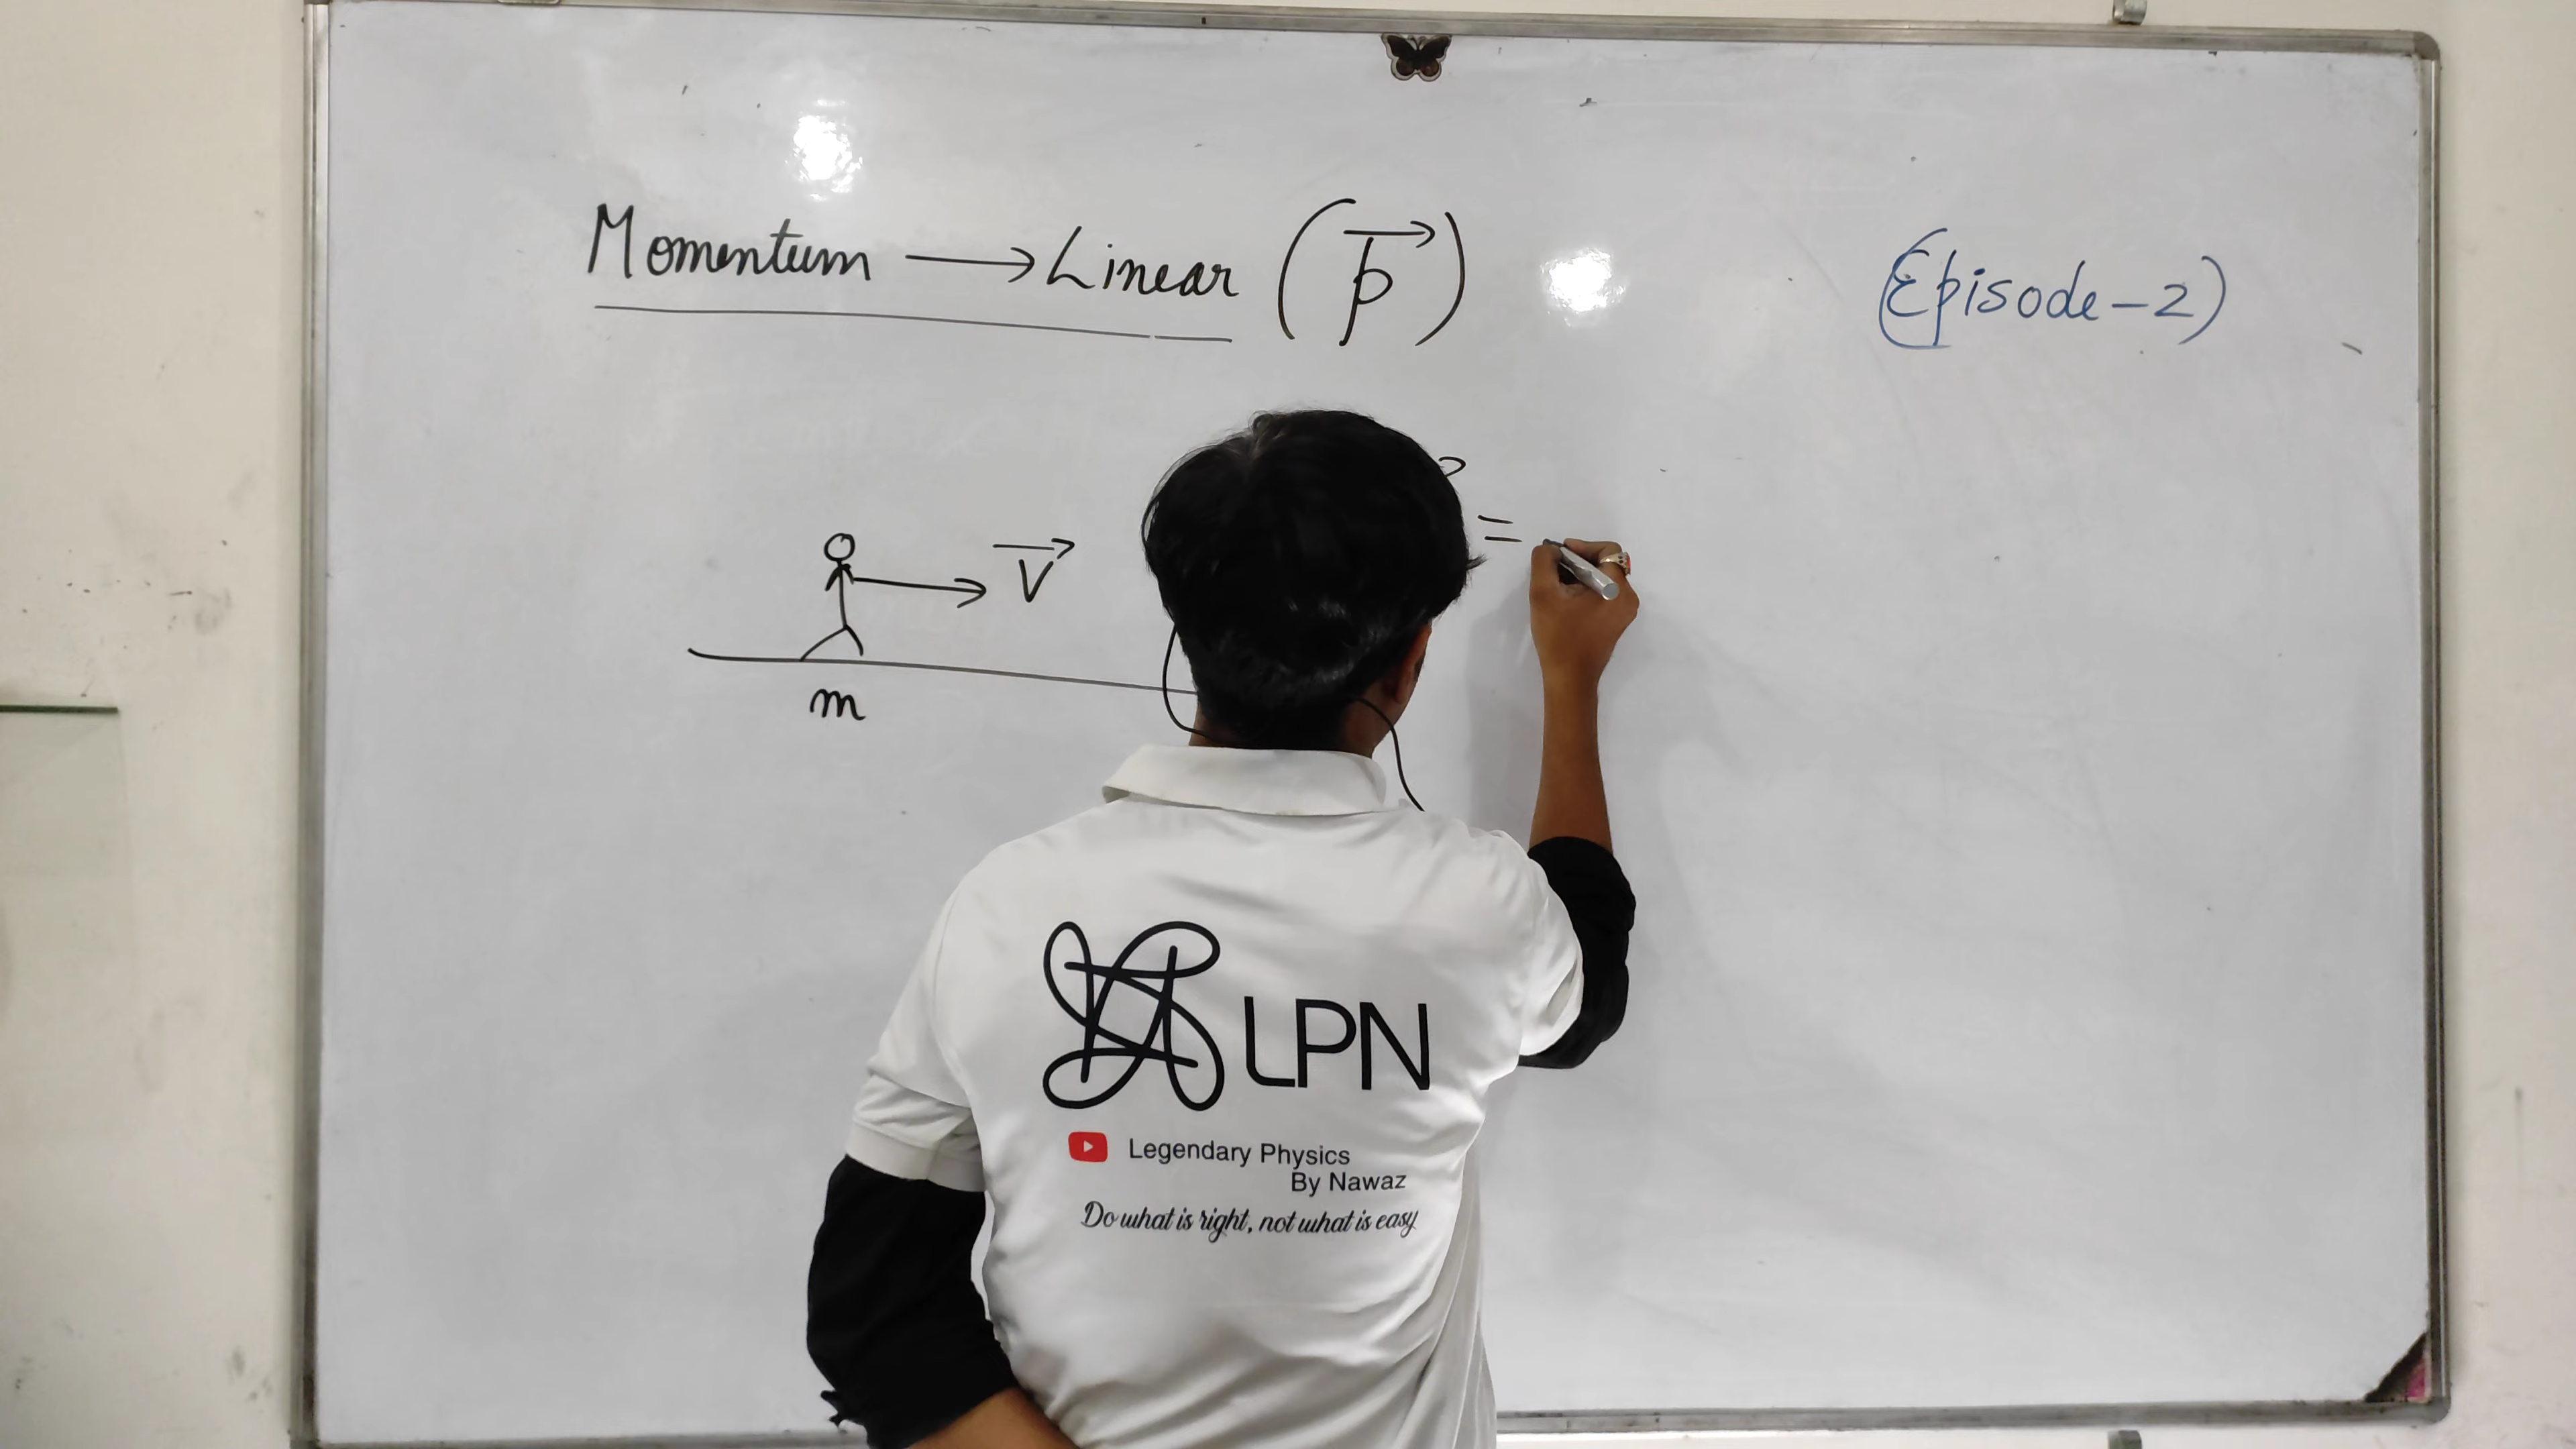 Momentum → Linear (p⃗)
(Episode-2)
v⃗
=
m
LPN
Legendary Physics
By Nawaz
Do what is right, not what is easy